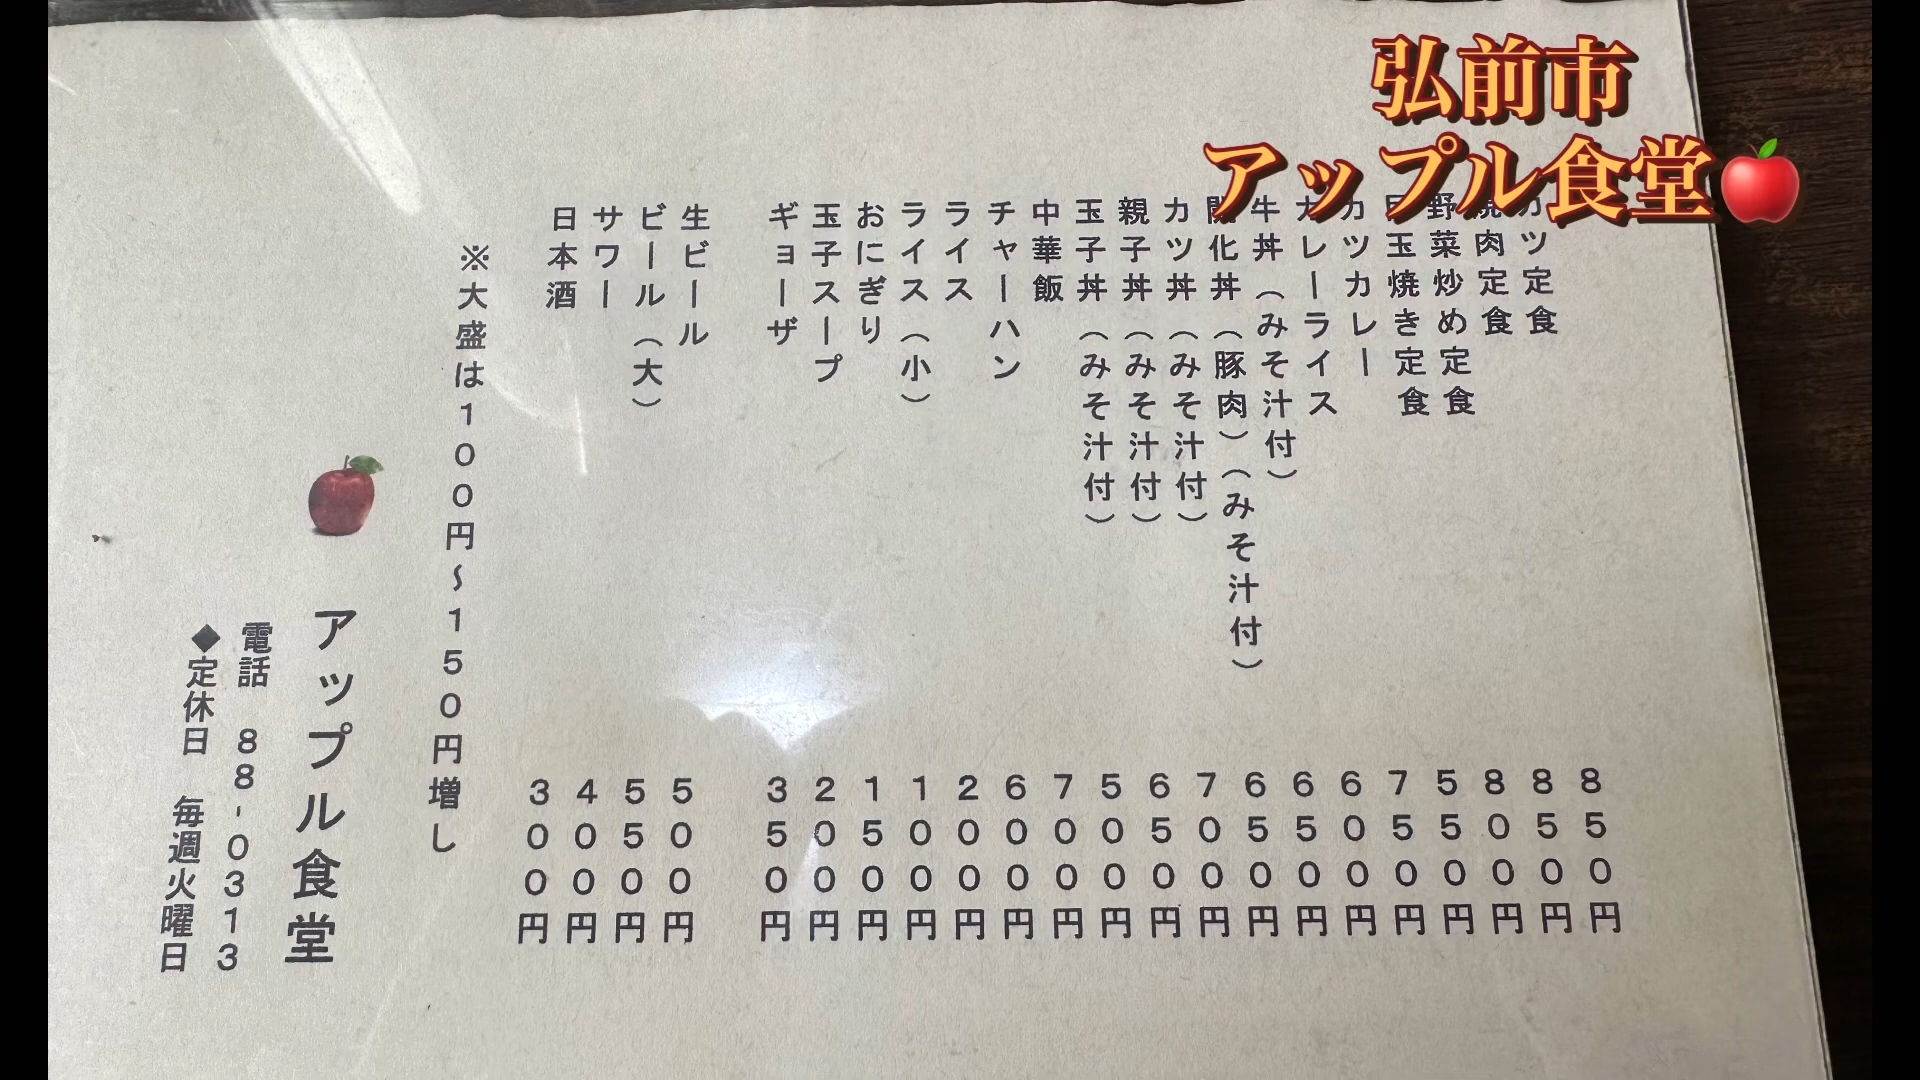 弘前市
アップル食堂
カツ定食 850円
焼肉定食 850円
野菜炒め定食 800円
目玉焼き定食 550円
カツカレー 750円
カレーライス 600円
牛丼(みそ汁付) 650円
開化丼(豚肉)(みそ汁付) 650円
カツ丼(みそ汁付) 700円
親子丼(みそ汁付) 650円
玉子丼(みそ汁付) 500円
中華飯 700円
チャーハン 600円
ライス 200円
ライス(小) 100円
おにぎり 150円
玉子スープ 200円
ギョーザ 350円
生ビール 500円
ビール(大) 550円
サワー 400円
日本酒 300円
※大盛は100円～150円増し
アップル食堂
電話 88-0313
◆定休日 毎週火曜日